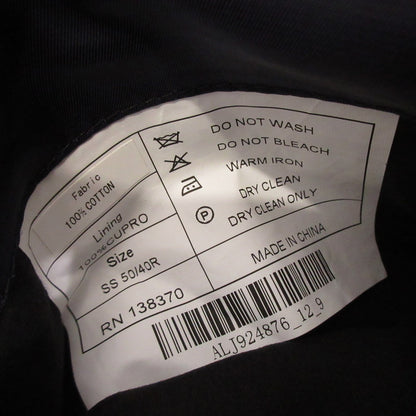 Fabric
100% COTTON
Lining
100%CUPRO
Size
SS 50/40R
RN 138370
DO NOT WASH
DO NOT BLEACH
WARM IRON
DRY CLEAN
DRY CLEAN ONLY
P
MADE IN CHINA
ALJ924876_12_9